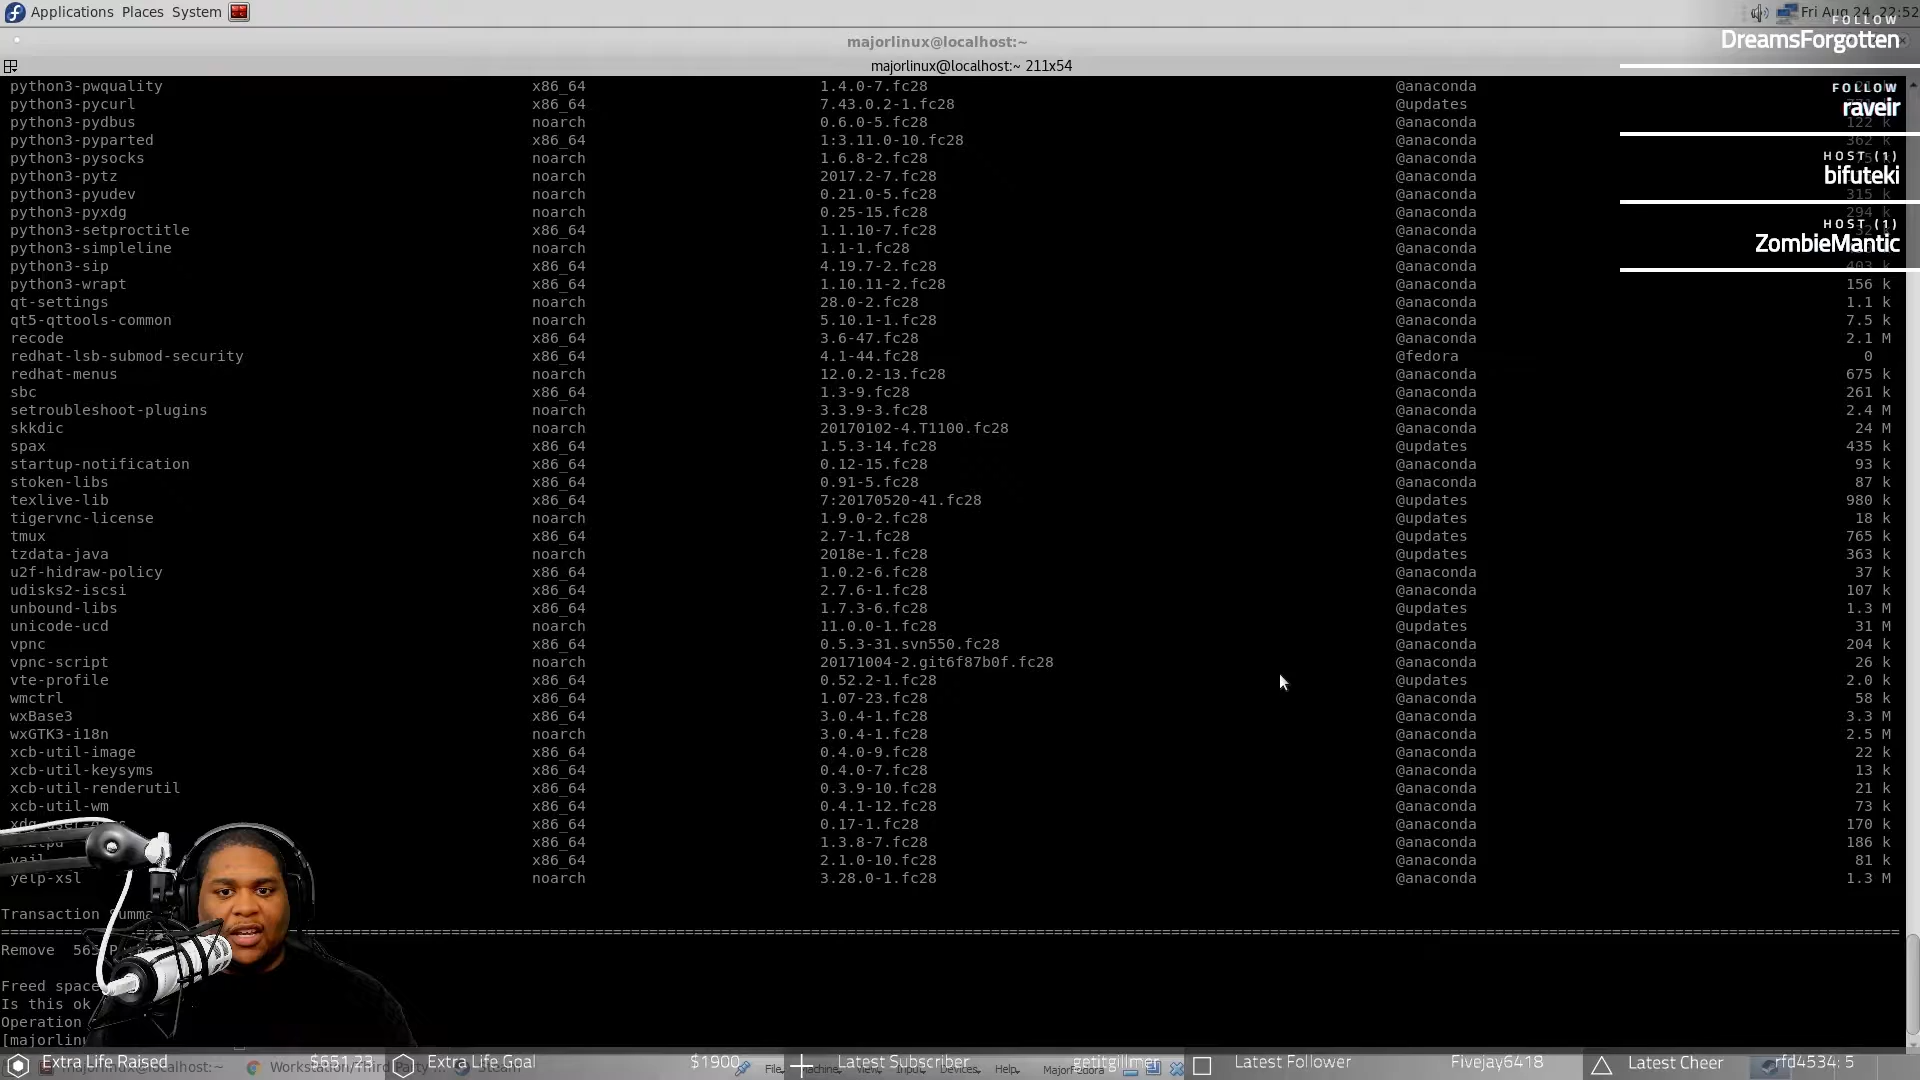 Applications Places System Fri Aug 24, 22:52
FOLLOW
DreamsForgotten
majorlinux@localhost:~
majorlinux@localhost:~ 211x54
FOLLOW
raveir
HOST (1)
bifuteki
HOST (1)
ZombieMantic
python3-pwquality x86_64 1.4.0-7.fc28 @anaconda
python3-pycurl x86_64 7.43.0.2-1.fc28 @updates
python3-pydbus noarch 0.6.0-5.fc28 @anaconda 122 k
python3-pyparted x86_64 1:3.11.0-10.fc28 @anaconda 362 k
python3-pysocks noarch 1.6.8-2.fc28 @anaconda
python3-pytz noarch 2017.2-7.fc28 @anaconda
python3-pyudev noarch 0.21.0-5.fc28 @anaconda 315 k
python3-pyxdg noarch 0.25-15.fc28 @anaconda 294 k
python3-setproctitle x86_64 1.1.10-7.fc28 @anaconda
python3-simpleline noarch 1.1-1.fc28 @anaconda
python3-sip x86_64 4.19.7-2.fc28 @anaconda 403 k
python3-wrapt x86_64 1.10.11-2.fc28 @anaconda 156 k
qt-settings noarch 28.0-2.fc28 @anaconda 1.1 k
qt5-qttools-common noarch 5.10.1-1.fc28 @anaconda 7.5 k
recode x86_64 3.6-47.fc28 @anaconda 2.1 M
redhat-lsb-submod-security x86_64 4.1-44.fc28 @fedora 0
redhat-menus noarch 12.0.2-13.fc28 @anaconda 675 k
sbc x86_64 1.3-9.fc28 @anaconda 261 k
setroubleshoot-plugins noarch 3.3.9-3.fc28 @anaconda 2.4 M
skkdic noarch 20170102-4.T1100.fc28 @anaconda 24 M
spax x86_64 1.5.3-14.fc28 @updates 435 k
startup-notification x86_64 0.12-15.fc28 @anaconda 93 k
stoken-libs x86_64 0.91-5.fc28 @anaconda 87 k
texlive-lib x86_64 7:20170520-41.fc28 @updates 980 k
tigervnc-license noarch 1.9.0-2.fc28 @updates 18 k
tmux x86_64 2.7-1.fc28 @updates 765 k
tzdata-java noarch 2018e-1.fc28 @updates 363 k
u2f-hidraw-policy x86_64 1.0.2-6.fc28 @anaconda 37 k
udisks2-iscsi x86_64 2.7.6-1.fc28 @anaconda 107 k
unbound-libs x86_64 1.7.3-6.fc28 @updates 1.3 M
unicode-ucd noarch 11.0.0-1.fc28 @updates 31 M
vpnc x86_64 0.5.3-31.svn550.fc28 @anaconda 204 k
vpnc-script noarch 20171004-2.git6f87b0f.fc28 @anaconda 26 k
vte-profile x86_64 0.52.2-1.fc28 @updates 2.0 k
wmctrl x86_64 1.07-23.fc28 @anaconda 58 k
wxBase3 x86_64 3.0.4-1.fc28 @anaconda 3.3 M
wxGTK3-i18n noarch 3.0.4-1.fc28 @anaconda 2.5 M
xcb-util-image x86_64 0.4.0-9.fc28 @anaconda 22 k
xcb-util-keysyms x86_64 0.4.0-7.fc28 @anaconda 13 k
xcb-util-renderutil x86_64 0.3.9-10.fc28 @anaconda 21 k
xcb-util-wm x86_64 0.4.1-12.fc28 @anaconda 73 k
x86_64 0.17-1.fc28 @anaconda 170 k
x86_64 1.3.8-7.fc28 @anaconda 186 k
x86_64 2.1.0-10.fc28 @anaconda 81 k
yelp-xsl noarch 3.28.0-1.fc28 @anaconda 1.3 M
Transaction Summa
Remove 56
Freed space
Is this ok
Operation
[majorlinu
Extra Life Raised $651.23 Extra Life Goal $1900 Latest Subscriber getitgillmer Latest Follower Fivejay6418 Latest Cheer rfd4534: 5
majorlinux@localhost:~ Workstation/Third Party Steam File Machine View Input Devices Help